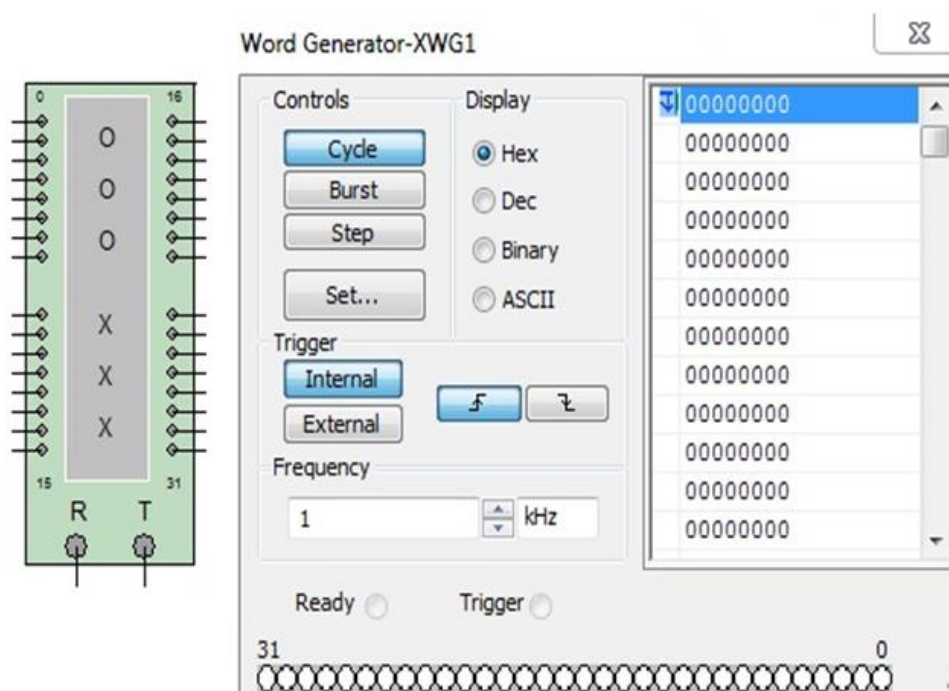 Word Generator-XWG1
0 16
O
O
O
X
X
X
15 31
R T
Controls
Cycle
Burst
Step
Set...
Display
Hex
Dec
Binary
ASCII
Trigger
Internal
External
Frequency
1 kHz
Ready Trigger
31 0
00000000
00000000
00000000
00000000
00000000
00000000
00000000
00000000
00000000
00000000
00000000
00000000